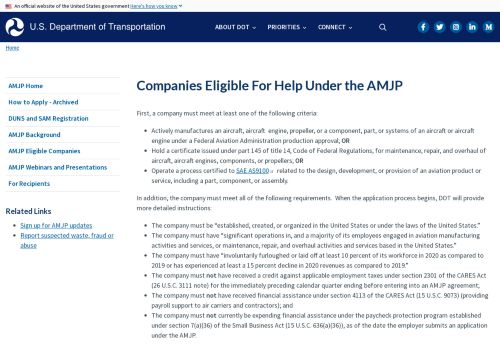 An official website of the United States government Here's how you know
U.S. Department of Transportation
ABOUT DOT
PRIORITIES
CONNECT
Home
AMJP Home
How to Apply - Archived
DUNS and SAM Registration
AMJP Background
AMJP Eligible Companies
AMJP Webinars and Presentations
For Recipients
Related Links
Sign up for AMJP updates
Report suspected waste, fraud or
abuse
Companies Eligible For Help Under the AMJP
First, a company must meet at least one of the following criteria:
Actively manufactures an aircraft, aircraft engine, propeller, or a component, part, or systems of an aircraft or aircraft
engine under a Federal Aviation Administration production approval, OR
Hold a certificate issued under part 145 of title 14, Code of Federal Regulations, for maintenance, repair, and overhaul of
aircraft, aircraft engines, components, or propellers; OR
Operate a process certified to SAE AS9100 related to the design, development, or provision of an aviation product or
service, including a part, component, or assembly.
In addition, the company must meet all of the following requirements. When the application process begins, DOT will provide
more detailed instructions:
The company must be “established, created, or organized in the United States or under the laws of the United States.”
The company must have “significant operations in, and a majority of its employees engaged in aviation manufacturing
activities and services, or maintenance, repair, and overhaul activities and services based in the United States.”
The company must have “involuntarily furloughed or laid off at least 10 percent of its workforce in 2020 as compared to
2019 or has experienced at least a 15 percent decline in 2020 revenues as compared to 2019.”
The company must not have received a credit against applicable employment taxes under section 2301 of the CARES Act
(26 U.S.C. 3111 note) for the immediately preceding calendar quarter ending before entering into an AMJP agreement;
The company must not have received financial assistance under section 4113 of the CARES Act (15 U.S.C. 9073) (providing
payroll support to air carriers and contractors); and
The company must not currently be expending financial assistance under the paycheck protection program established
under section 7(a)(36) of the Small Business Act (15 U.S.C. 636(a)(36)), as of the date the employer submits an application
under the AMJP.